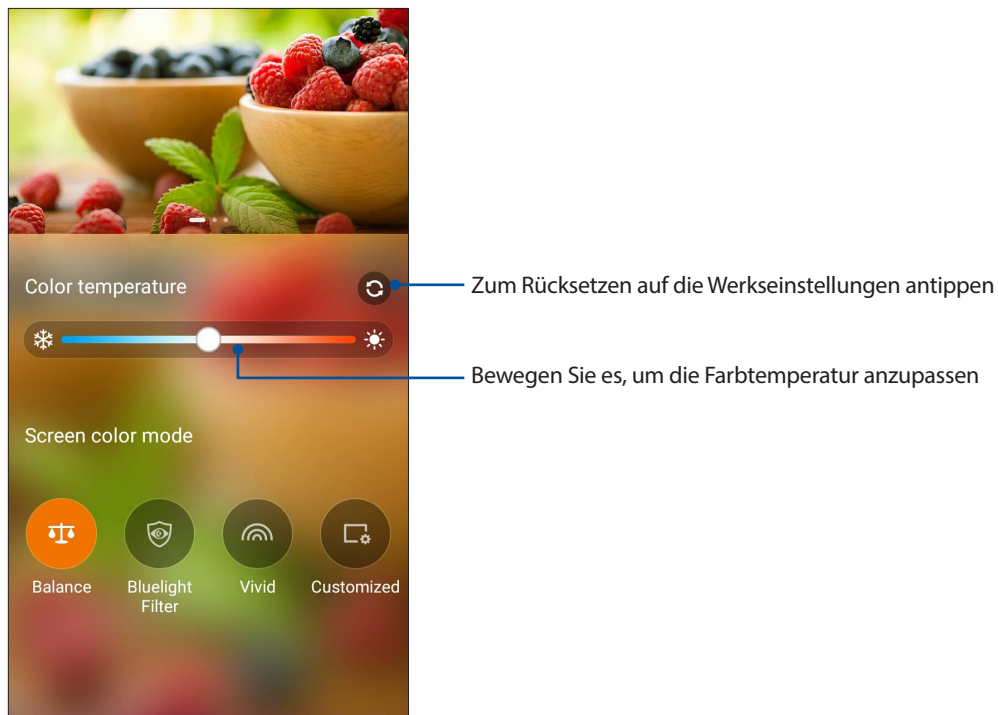 Color temperature
Zum Rücksetzen auf die Werkseinstellungen antippen
Bewegen Sie es, um die Farbtemperatur anzupassen
Screen color mode
Balance
Bluelight
Filter
Vivid
Customized